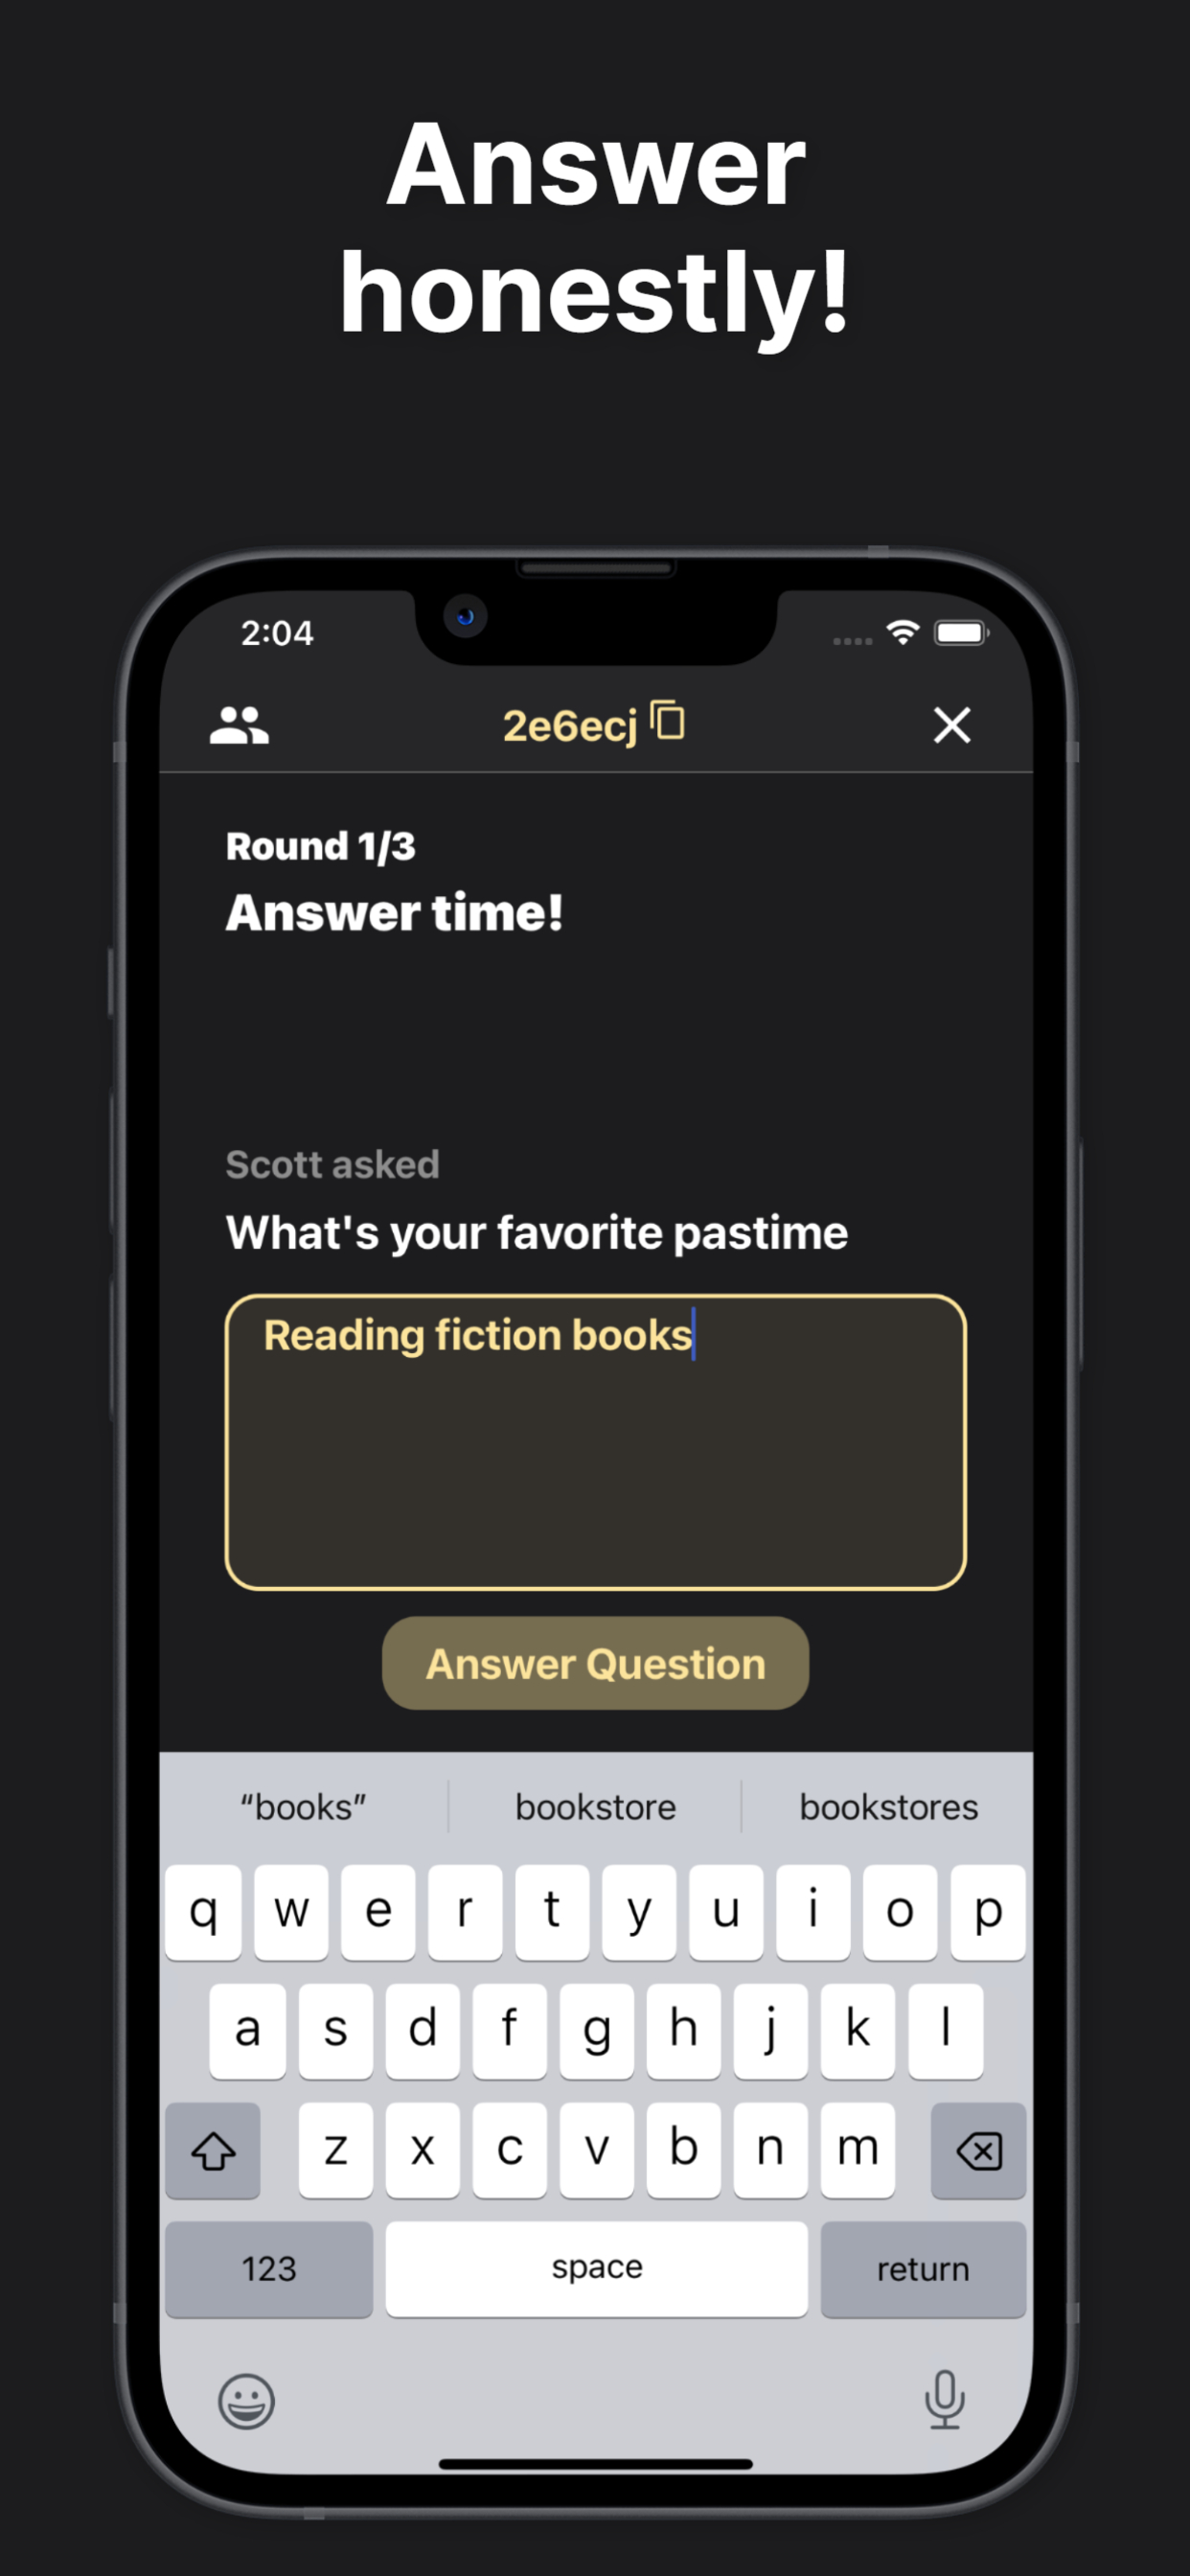 Answer
honestly!
2:04
2e6ecj
Round 1/3
Answer time!
Scott asked
What's your favorite pastime
Reading fiction books
Answer Question
“books” bookstore bookstores
q w e r t y u i o p
a s d f g h j k l
z x c v b n m
123 space return